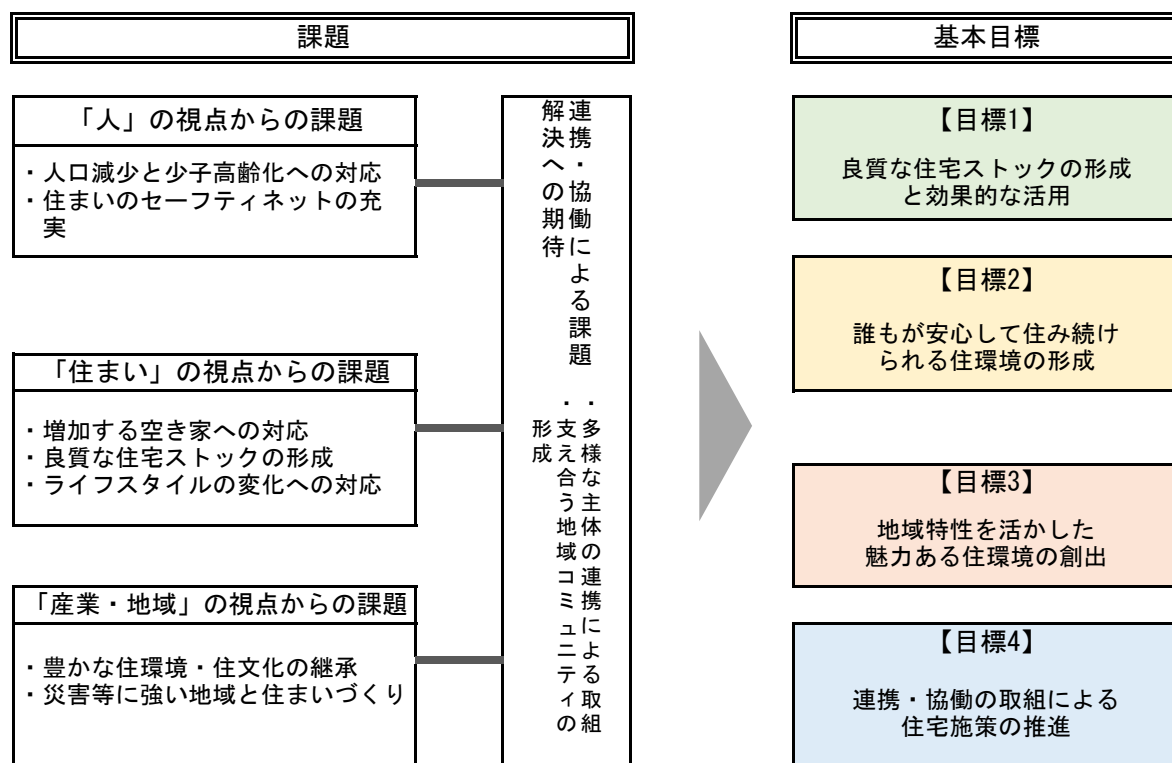 課題
「人」の視点からの課題
・人口減少と少子高齢化への対応
・住まいのセーフティネットの充
実
「住まい」の視点からの課題
・増加する空き家への対応
・良質な住宅ストックの形成
・ライフスタイルの変化への対応
「産業・地域」の視点からの課題
・豊かな住環境・住文化の継承
・災害等に強い地域と住まいづくり
連携・協働による課題
解決への期待
・多様な主体の連携による取組
・支え合う地域コミュニティの
形成
基本目標
【目標1】
良質な住宅ストックの形成
と効果的な活用
【目標2】
誰もが安心して住み続け
られる住環境の形成
【目標3】
地域特性を活かした
魅力ある住環境の創出
【目標4】
連携・協働の取組による
住宅施策の推進